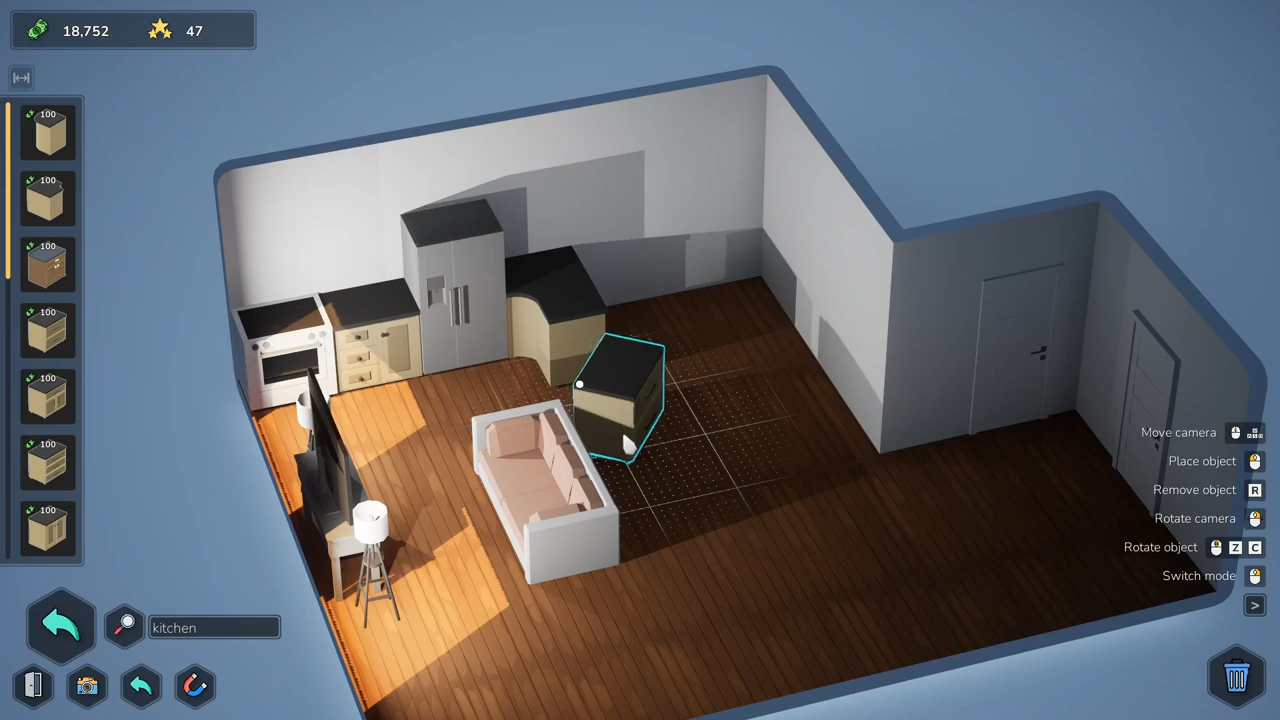 18,752
47
100
100
100
100
100
100
100
Move camera
Place object
Remove object R
Rotate camera
Rotate object Z C
Switch mode
>
kitchen